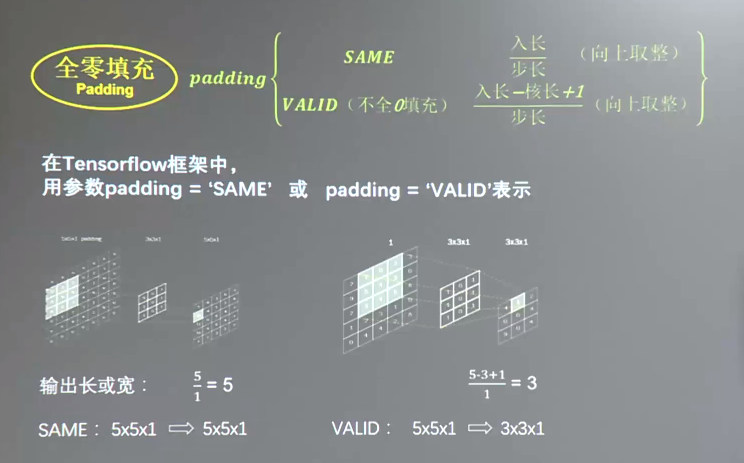 全零填充
Padding
padding
SAME
入长
步长
(向上取整)
VALID(不全0填充)
入长-核长+1
步长
(向上取整)
在Tensorflow框架中，
用参数padding = ‘SAME’ 或 padding = ‘VALID’表示
5x5x1 padding
3x3x1
5x5x1
1
3x3x1
3x3x1
输出长或宽：
5
1
= 5
5-3+1
1
= 3
SAME：5x5x1 ⇨ 5x5x1
VALID： 5x5x1 ⇨ 3x3x1